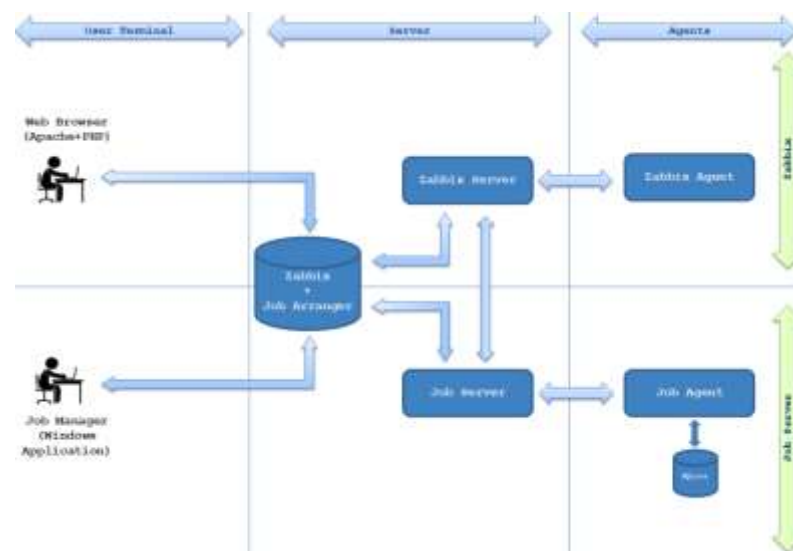 User Terminal
Server
Agents
Web Browser
(Apache+PHP)
Zabbix Server
Zabbix Agent
Zabbix
Zabbix
+
Job Arranger
Job Server
Job Agent
Job Manager
(Windows
Application)
Job Server